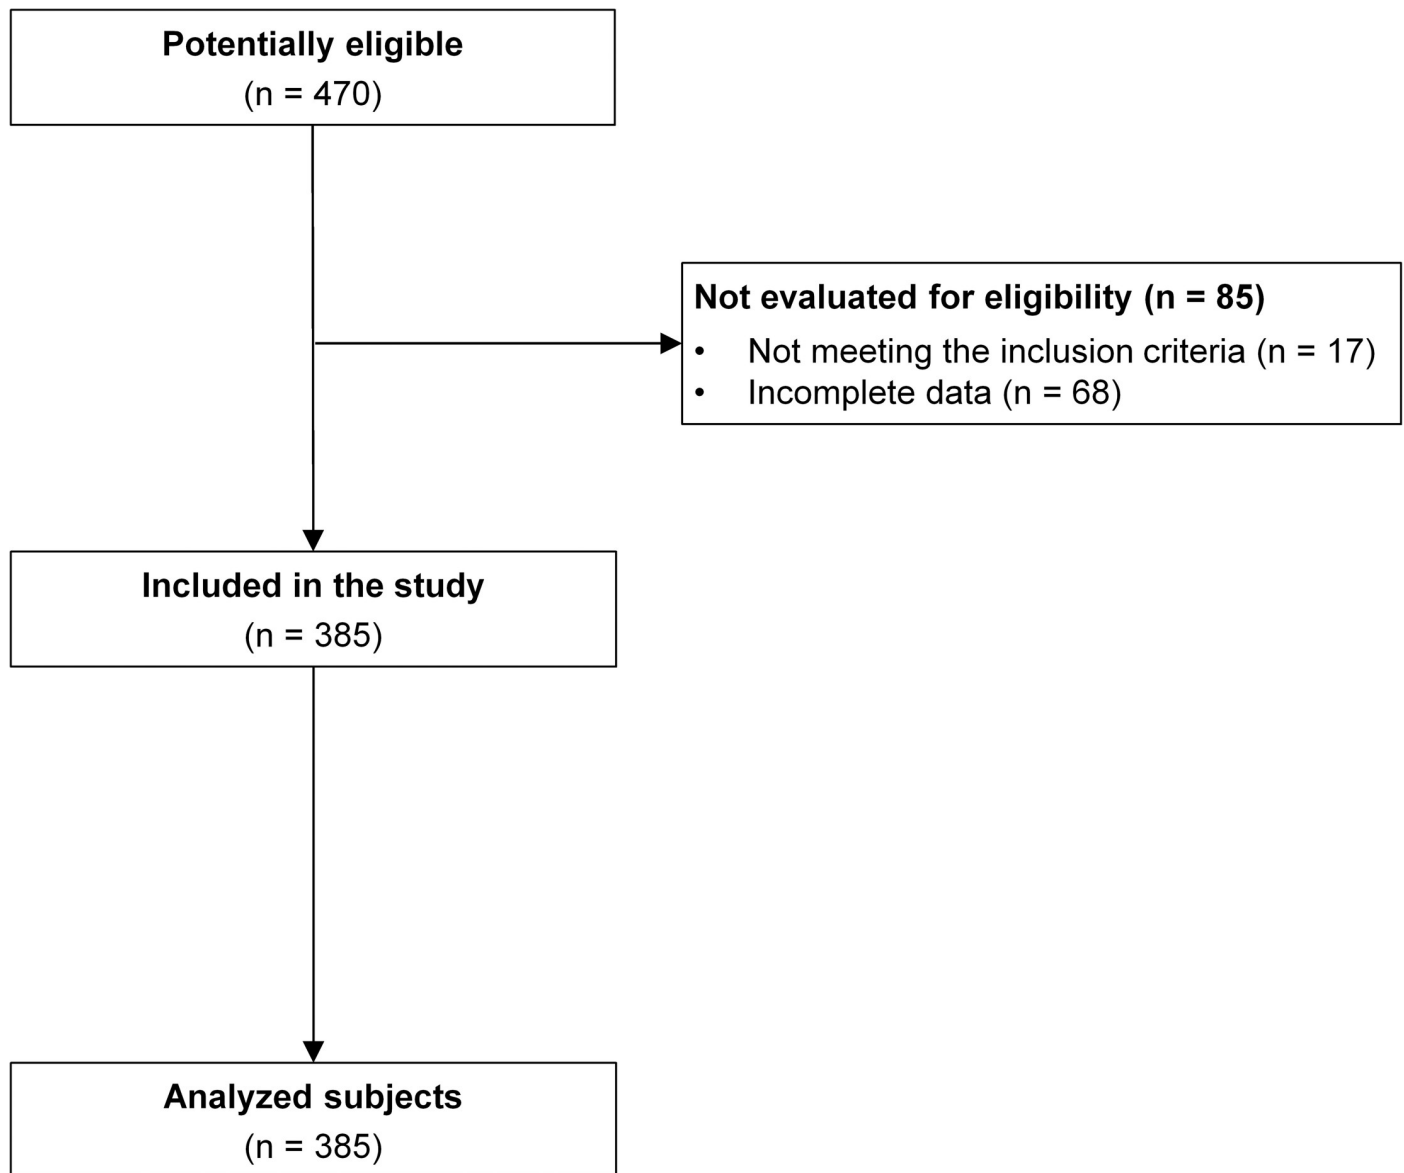 Potentially eligible
(n = 470)
Not evaluated for eligibility (n = 85)
• Not meeting the inclusion criteria (n = 17)
• Incomplete data (n = 68)
Included in the study
(n = 385)
Analyzed subjects
(n = 385)